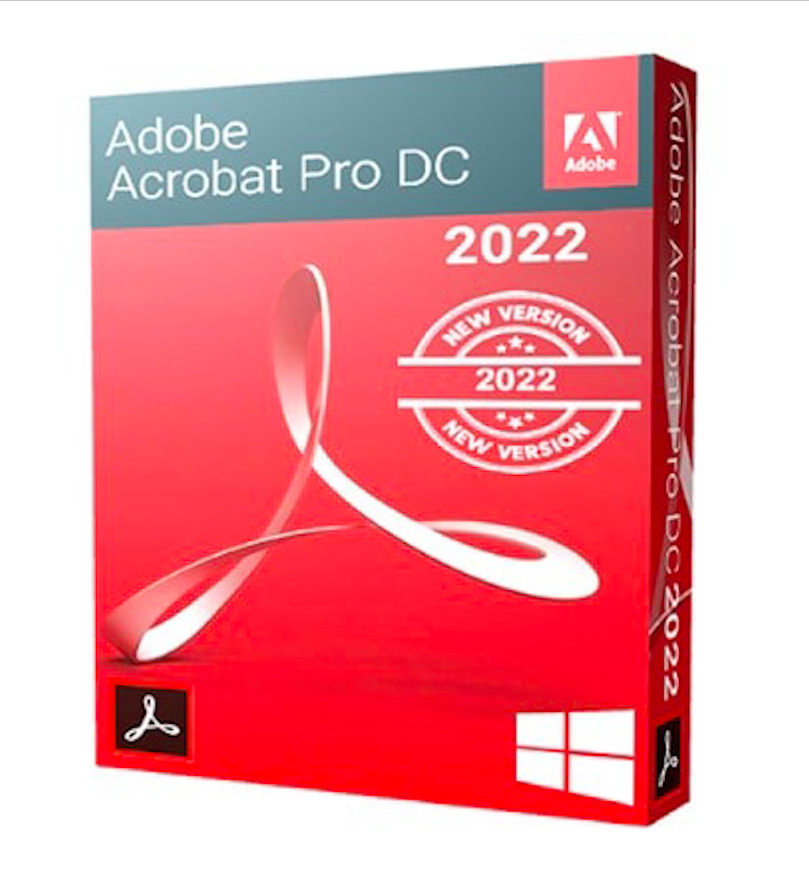 Adobe
Acrobat Pro DC
Adobe
2022
NEW VERSION
2022
NEW VERSION
Adobe Acrobat Pro DC 2022